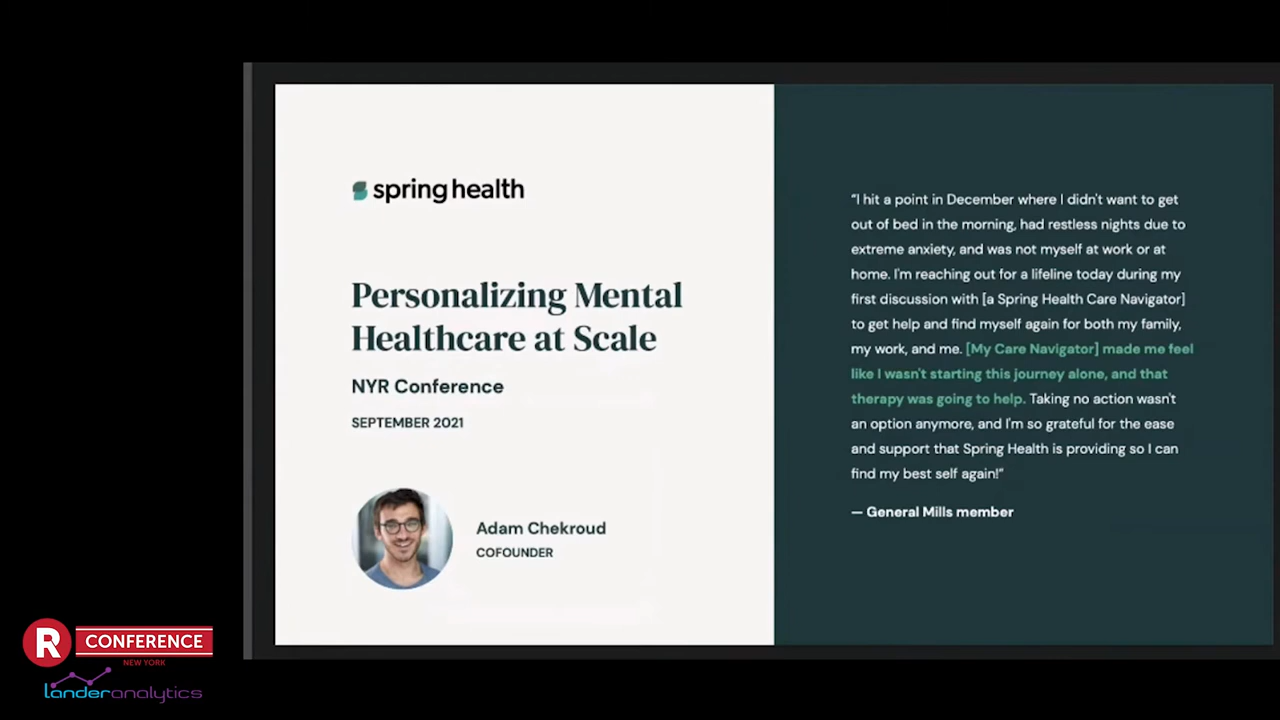 spring health
Personalizing Mental
Healthcare at Scale
NYR Conference
SEPTEMBER 2021
Adam Chekroud
COFOUNDER
“I hit a point in December where I didn't want to get
out of bed in the morning, had restless nights due to
extreme anxiety, and was not myself at work or at
home. I'm reaching out for a lifeline today during my
first discussion with [a Spring Health Care Navigator]
to get help and find myself again for both my family,
my work, and me. [My Care Navigator] made me feel
like I wasn't starting this journey alone, and that
therapy was going to help. Taking no action wasn't
an option anymore, and I'm so grateful for the ease
and support that Spring Health is providing so I can
find my best self again!”
— General Mills member
R CONFERENCE
NEW YORK
landeranalytics